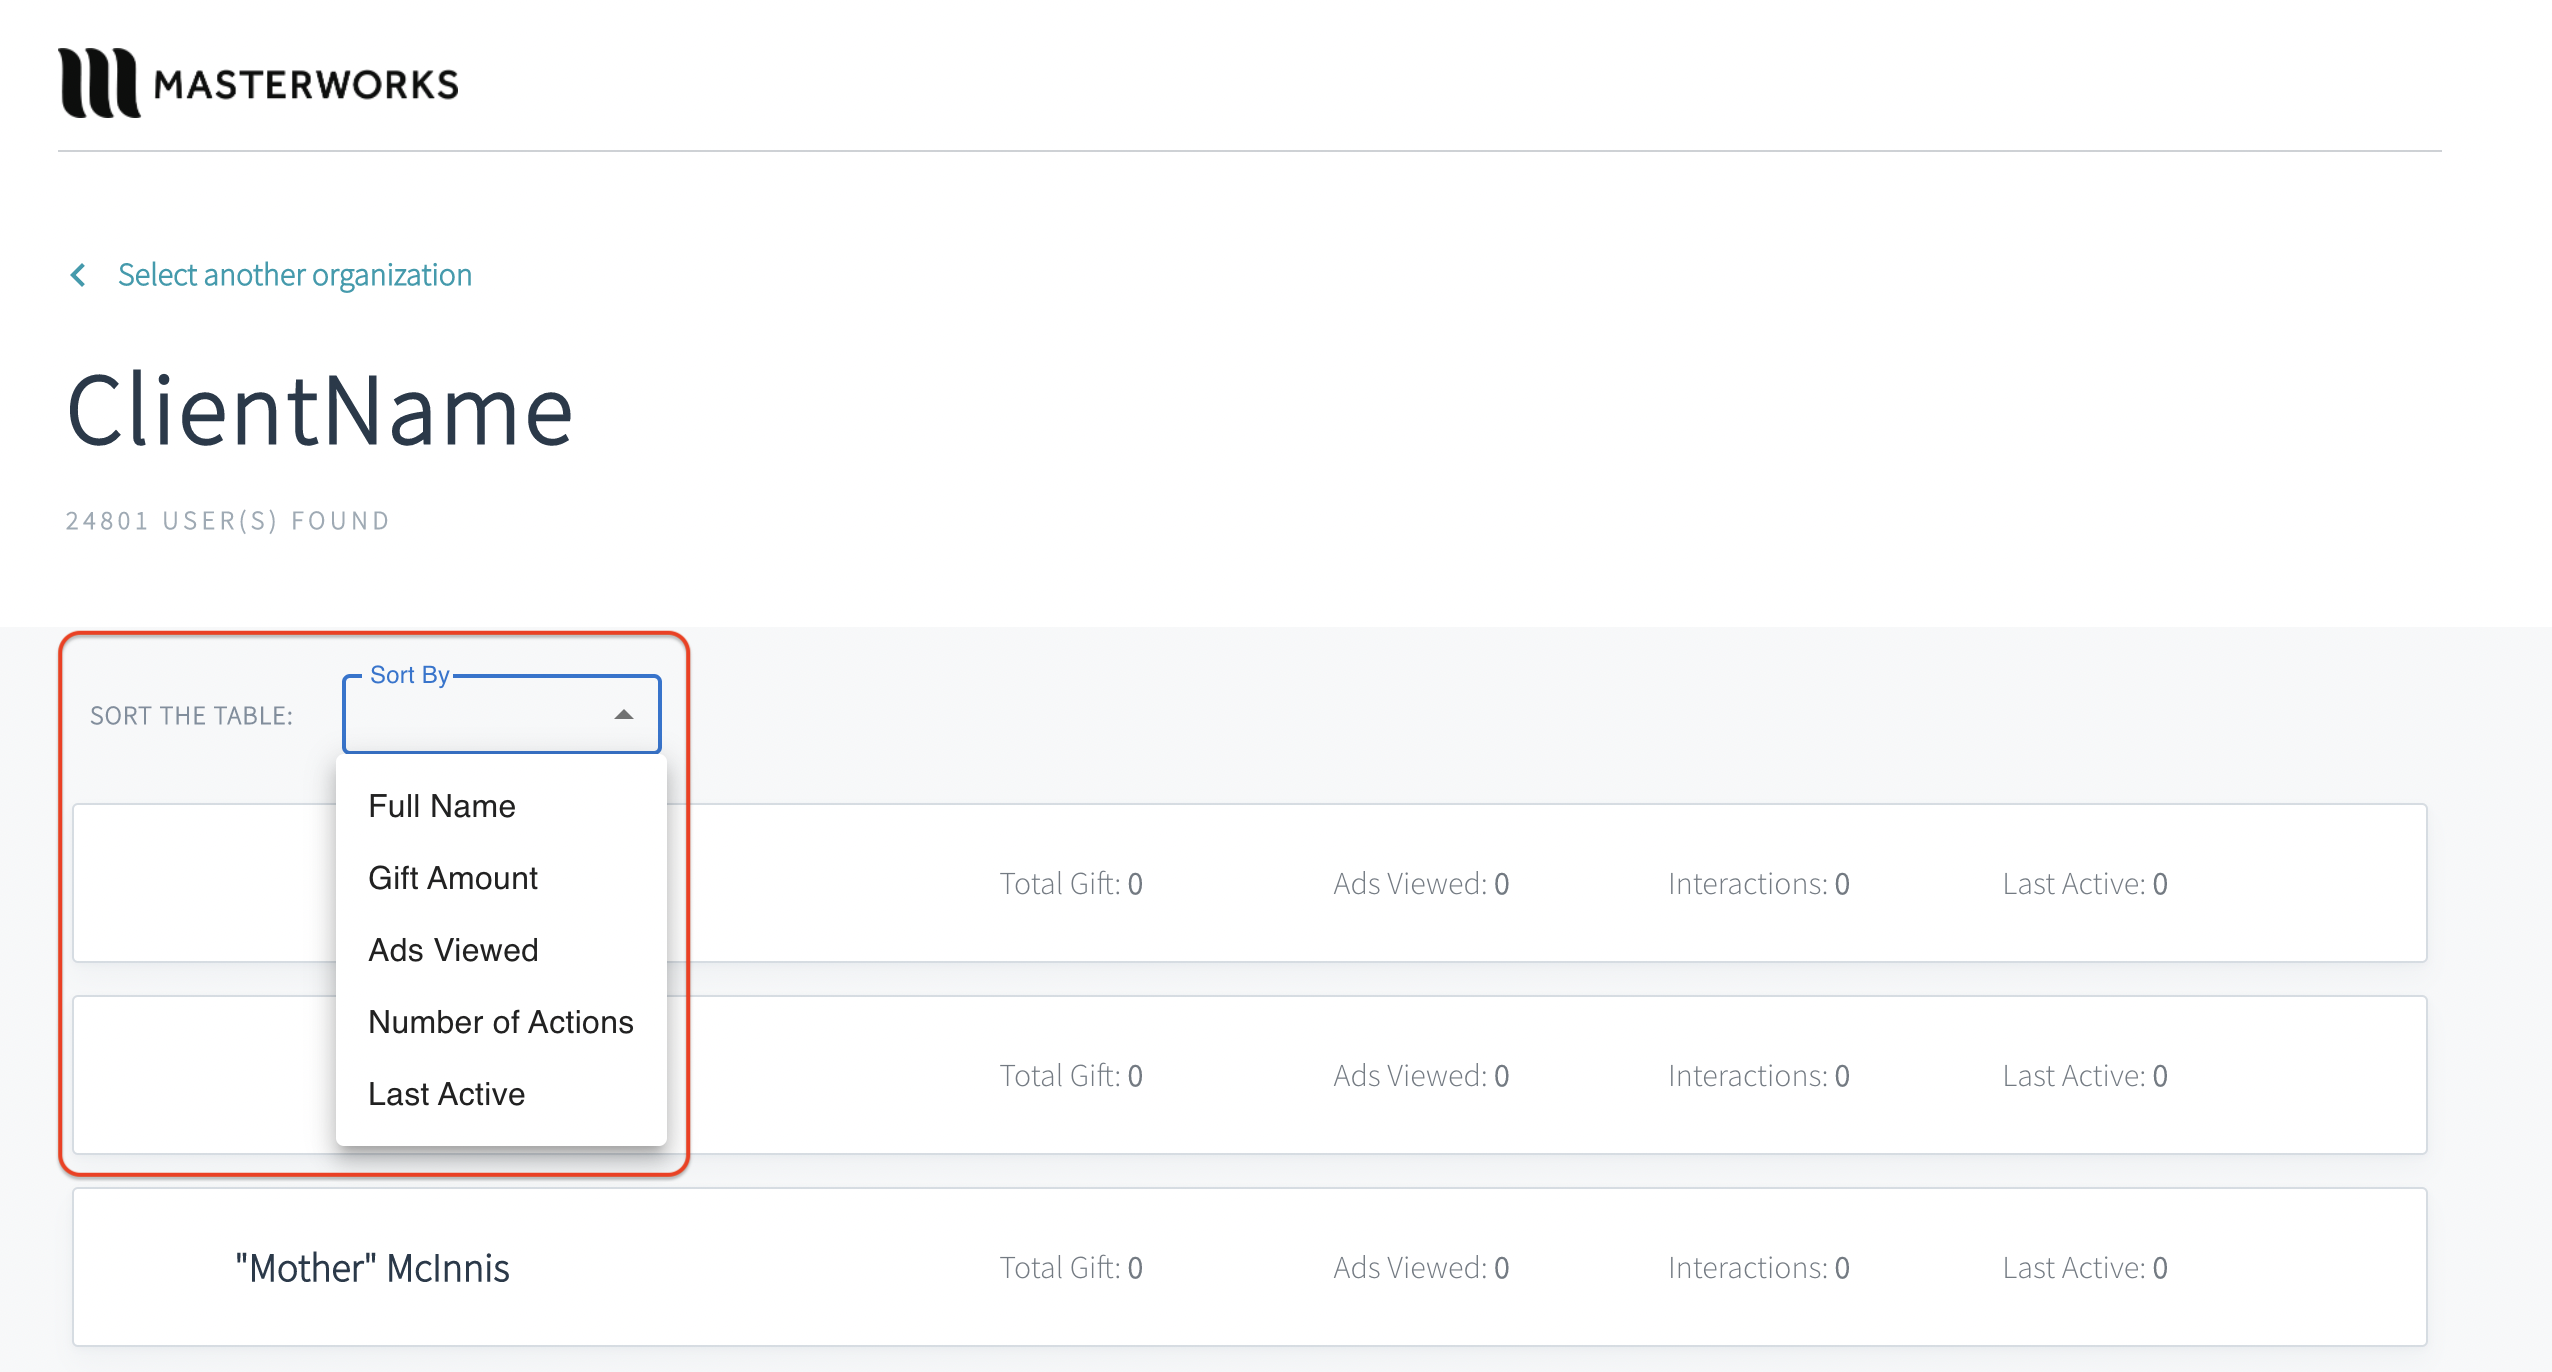 MASTERWORKS
Select another organization
ClientName
24801 USER(S) FOUND
Sort By
SORT THE TABLE:
Full Name
Gift Amount
Ads Viewed
Number of Actions
Last Active
Total Gift: 0 Ads Viewed: 0 Interactions: 0 Last Active: 0
Total Gift: 0 Ads Viewed: 0 Interactions: 0 Last Active: 0
"Mother" McInnis Total Gift: 0 Ads Viewed: 0 Interactions: 0 Last Active: 0